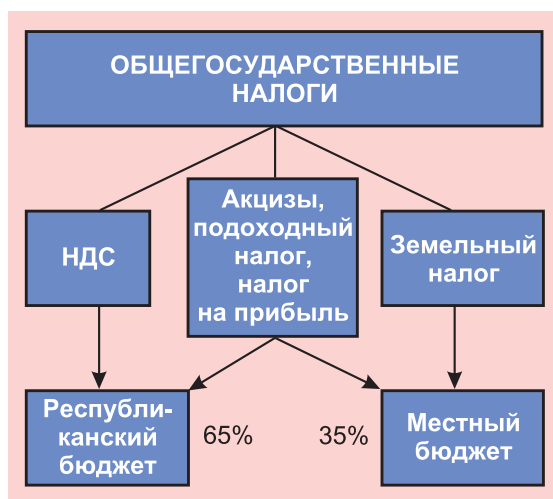 ОБЩЕГОСУДАРСТВЕННЫЕ
НАЛОГИ
НДС
Акцизы,
подоходный
налог,
налог
на прибыль
Земельный
налог
Республи-
канский
бюджет
65%
35%
Местный
бюджет